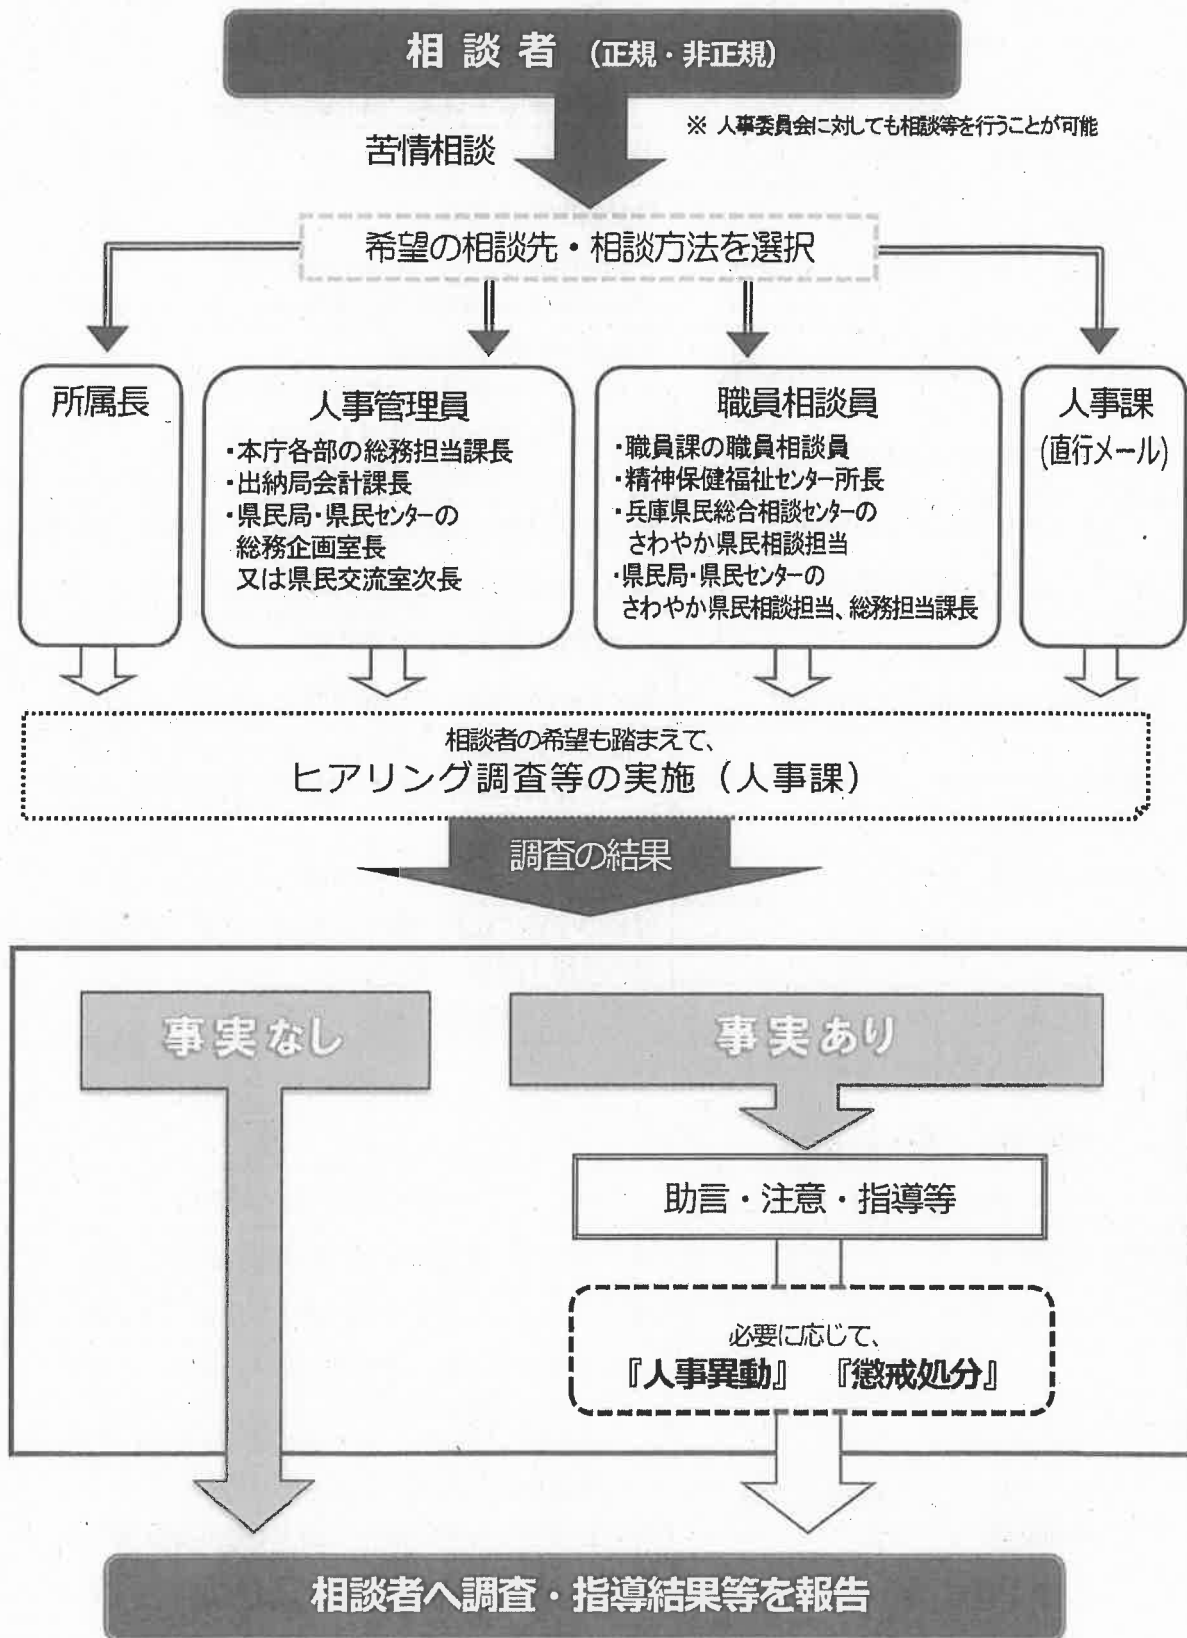 相談者 (正規・非正規)
※ 人事委員会に対しても相談等を行うことが可能
苦情相談
希望の相談先・相談方法を選択
所属長
人事管理員
・本庁各部の総務担当課長
・出納局会計課長
・県民局・県民センターの
総務企画室長
又は県民交流室次長
職員相談員
・職員課の職員相談員
・精神保健福祉センター所長
・兵庫県民総合相談センターの
さわやか県民相談担当
・県民局・県民センターの
さわやか県民相談担当、総務担当課長
人事課
(直行メール)
相談者の希望も踏まえて、
ヒアリング調査等の実施（人事課）
調査の結果
事実なし
事実あり
助言・注意・指導等
必要に応じて、
『人事異動』 『懲戒処分』
相談者へ調査・指導結果等を報告